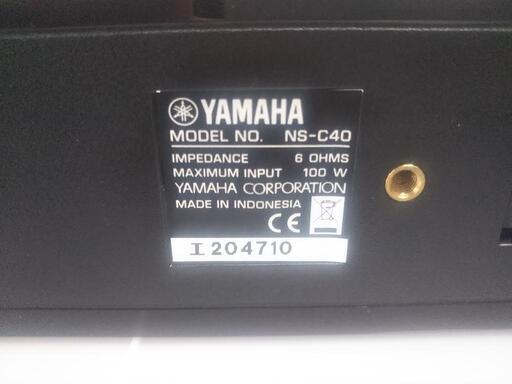 YAMAHA
MODEL NO. NS-C40
IMPEDANCE 6 OHMS
MAXIMUM INPUT 100 W
YAMAHA CORPORATION
MADE IN INDONESIA
CE
I 204710